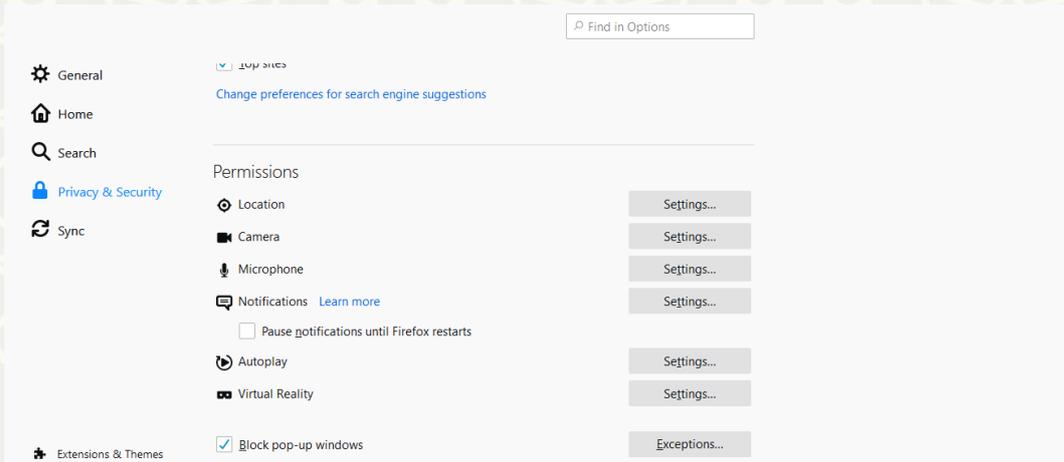 Find in Options
General
Top sites
Change preferences for search engine suggestions
Home
Search
Permissions
Privacy & Security
Location Settings...
Sync
Camera Settings...
Microphone Settings...
Notifications Learn more Settings...
Pause notifications until Firefox restarts
Autoplay Settings...
Virtual Reality Settings...
Block pop-up windows Exceptions...
Extensions & Themes